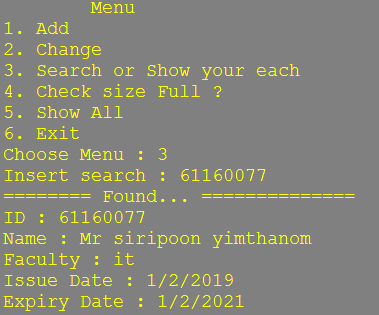 Menu
1. Add
2. Change
3. Search or Show your each
4. Check size Full ?
5. Show All
6. Exit
Choose Menu : 3
Insert search : 61160077
======== Found... ==============
ID : 61160077
Name : Mr siripoon yimthanom
Faculty : it
Issue Date : 1/2/2019
Expiry Date : 1/2/2021